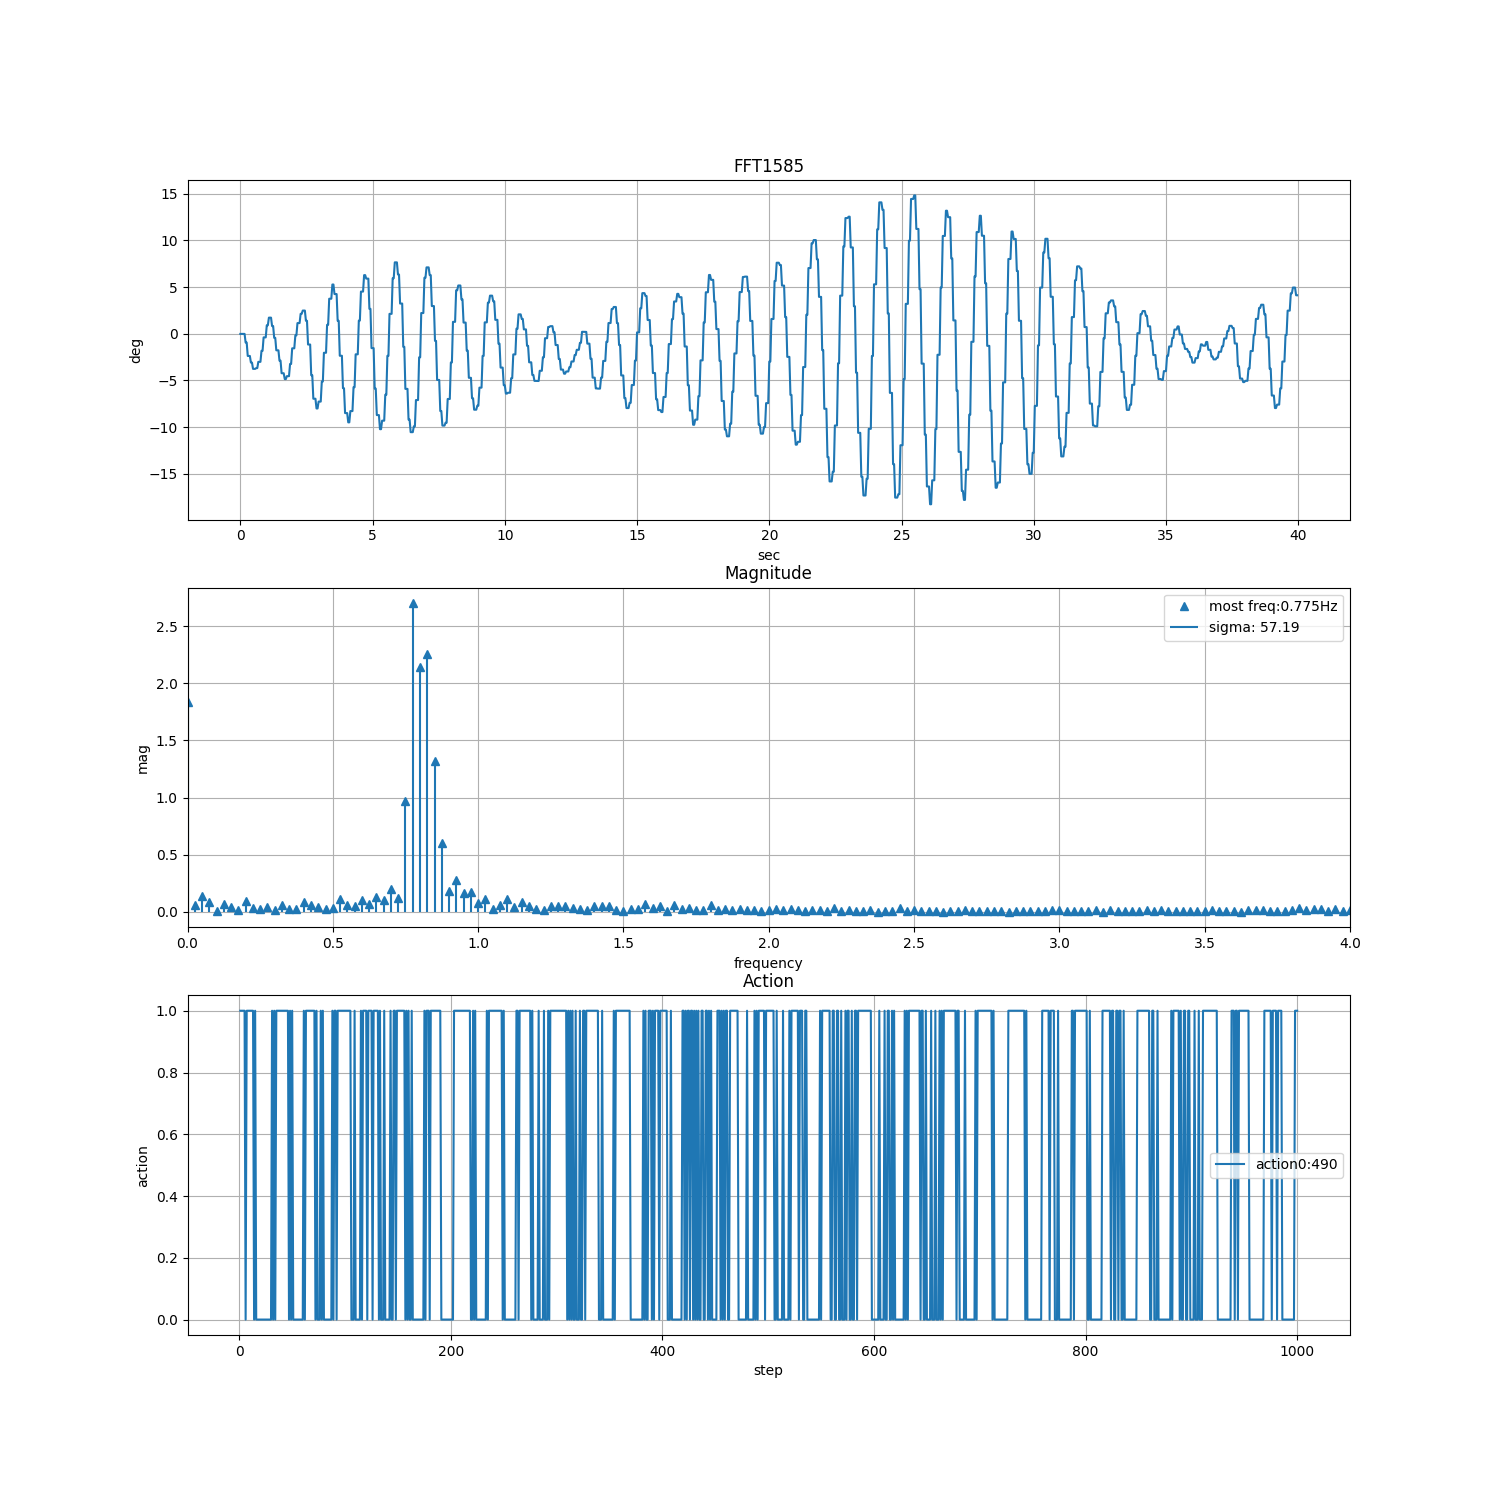 FFT1585
15
10
5
0
−5
−10
−15
deg
0 5 10 15 20 25 30 35 40
sec
Magnitude
most freq:0.775Hz
sigma: 57.19
2.5
2.0
1.5
1.0
0.5
0.0
mag
0.0 0.5 1.0 1.5 2.0 2.5 3.0 3.5 4.0
frequency
Action
1.0
0.8
0.6
0.4
0.2
0.0
action
action0:490
0 200 400 600 800 1000
step